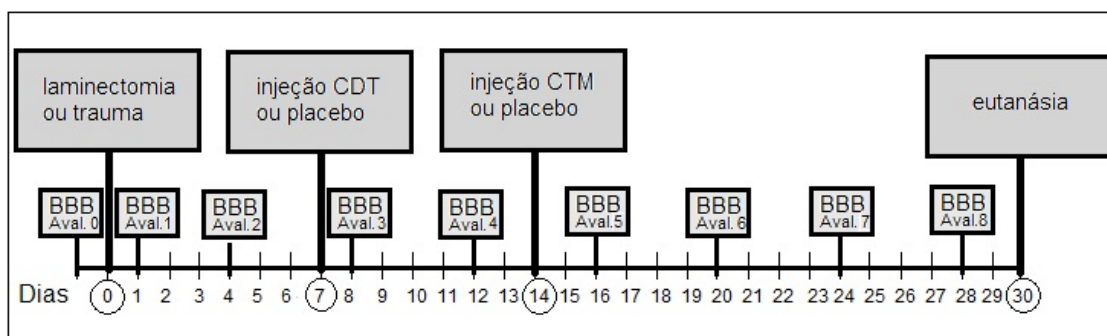 laminectomia
ou trauma
injeção CDT
ou placebo
injeção CTM
ou placebo
eutanásia
BBB
Aval.0
BBB
Aval.1
BBB
Aval.2
BBB
Aval.3
BBB
Aval.4
BBB
Aval.5
BBB
Aval.6
BBB
Aval.7
BBB
Aval.8
Dias 0 1 2 3 4 5 6 7 8 9 10 11 12 13 14 15 16 17 18 19 20 21 22 23 24 25 26 27 28 29 30